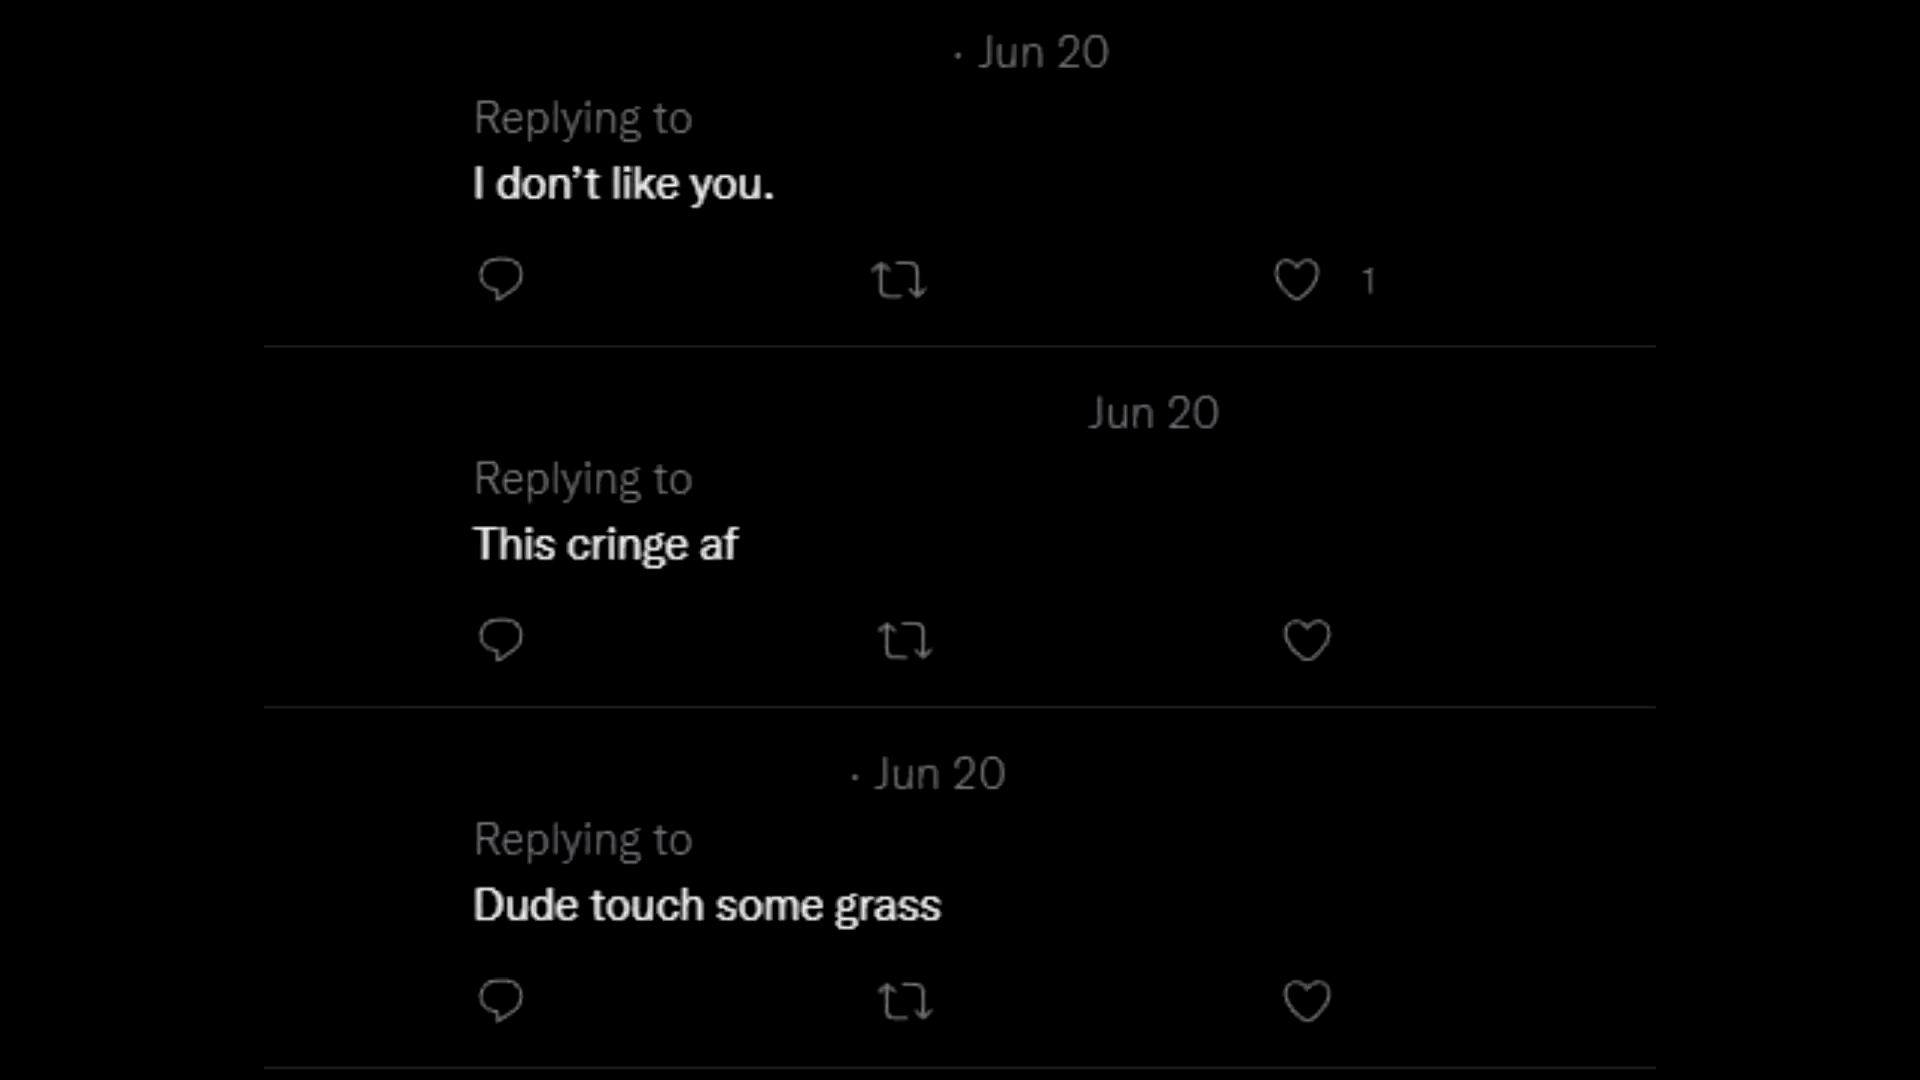 · Jun 20
Replying to
I don’t like you.
1
Jun 20
Replying to
This cringe af
· Jun 20
Replying to
Dude touch some grass